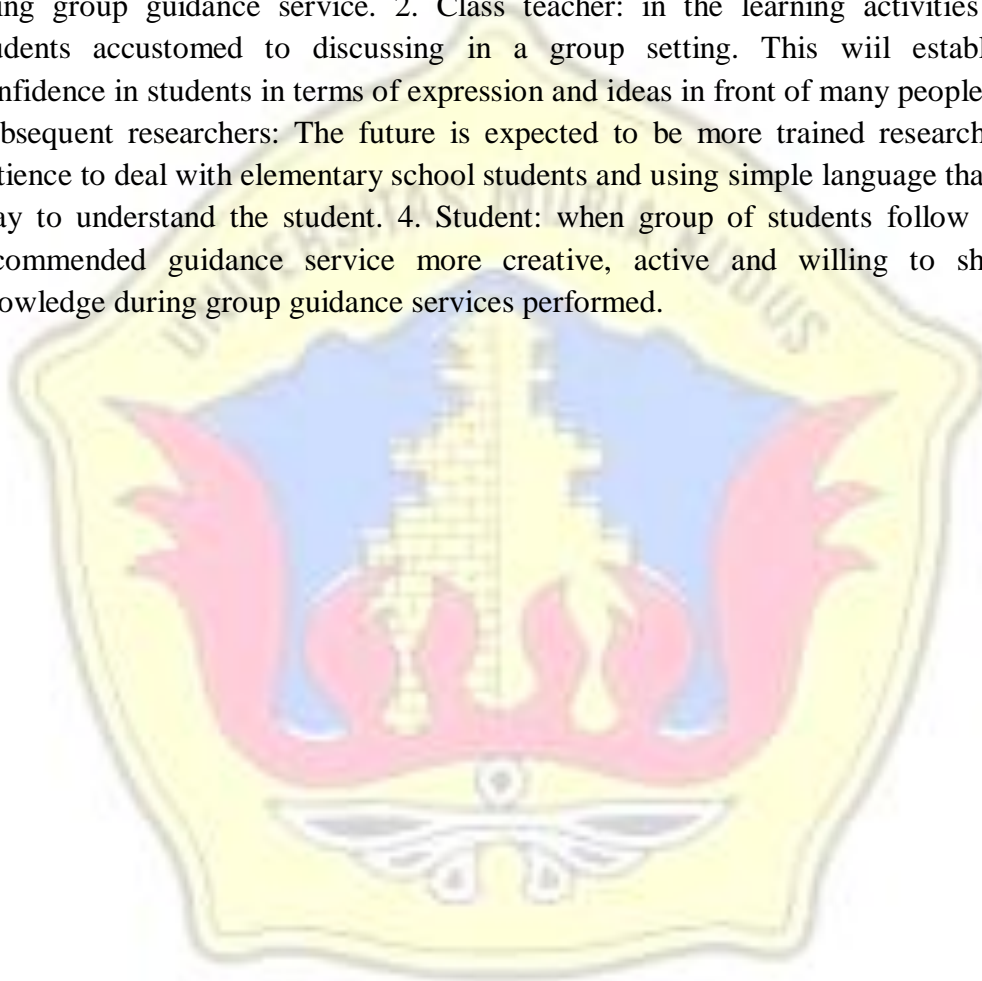 ing group guidance service. 2. Class teacher: in the learning activities
udents accustomed to discussing in a group setting. This wiil establ
nfidence in students in terms of expression and ideas in front of many people
bsequent researchers: The future is expected to be more trained research
tience to deal with elementary school students and using simple language tha
ay to understand the student. 4. Student: when group of students follow
commended guidance service more creative, active and willing to sh
owledge during group guidance services performed.
UNIVERSITAS MURIA KUDUS